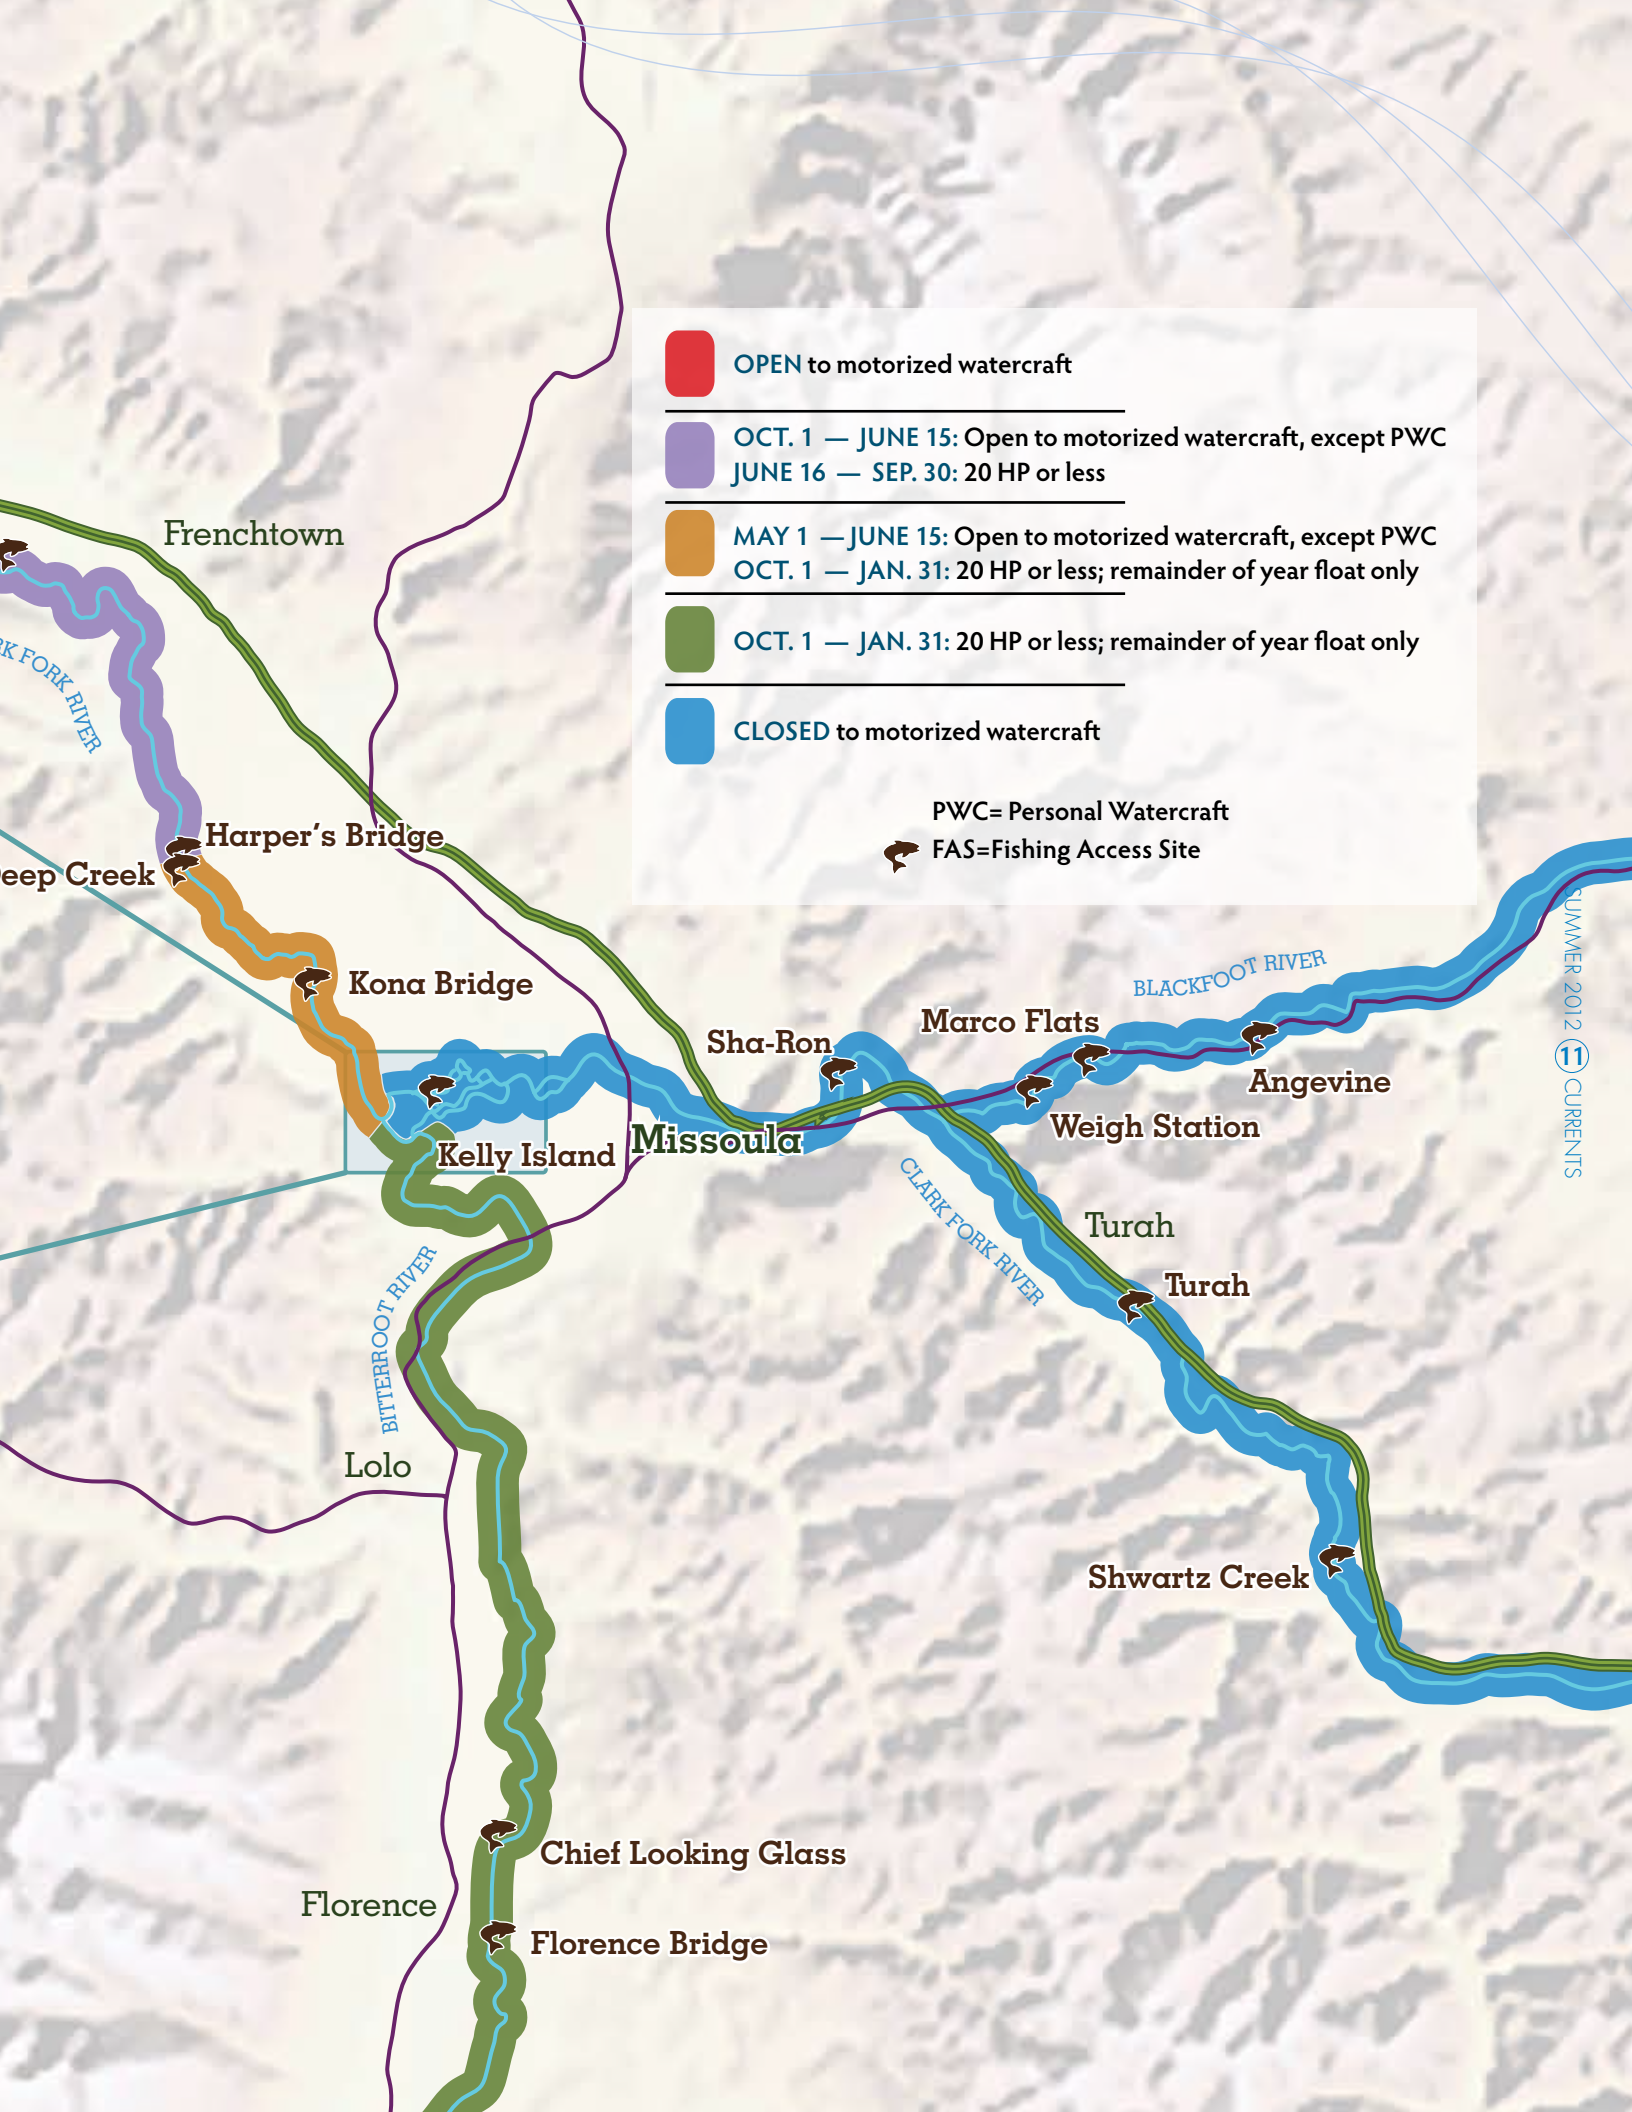 OPEN to motorized watercraft
OCT. 1 — JUNE 15: Open to motorized watercraft, except PWC
JUNE 16 — SEP. 30: 20 HP or less
MAY 1 — JUNE 15: Open to motorized watercraft, except PWC
OCT. 1 — JAN. 31: 20 HP or less; remainder of year float only
OCT. 1 — JAN. 31: 20 HP or less; remainder of year float only
CLOSED to motorized watercraft
PWC= Personal Watercraft
FAS=Fishing Access Site
Frenchtown
RK FORK RIVER
Harper's Bridge
eep Creek
Kona Bridge
BLACKFOOT RIVER
Marco Flats
Sha-Ron
Angevine
Weigh Station
Missoula
Kelly Island
CLARK FORK RIVER
Turah
Turah
BITTERROOT RIVER
Lolo
Shwartz Creek
Chief Looking Glass
Florence
Florence Bridge
SUMMER 2012 11 CURRENTS